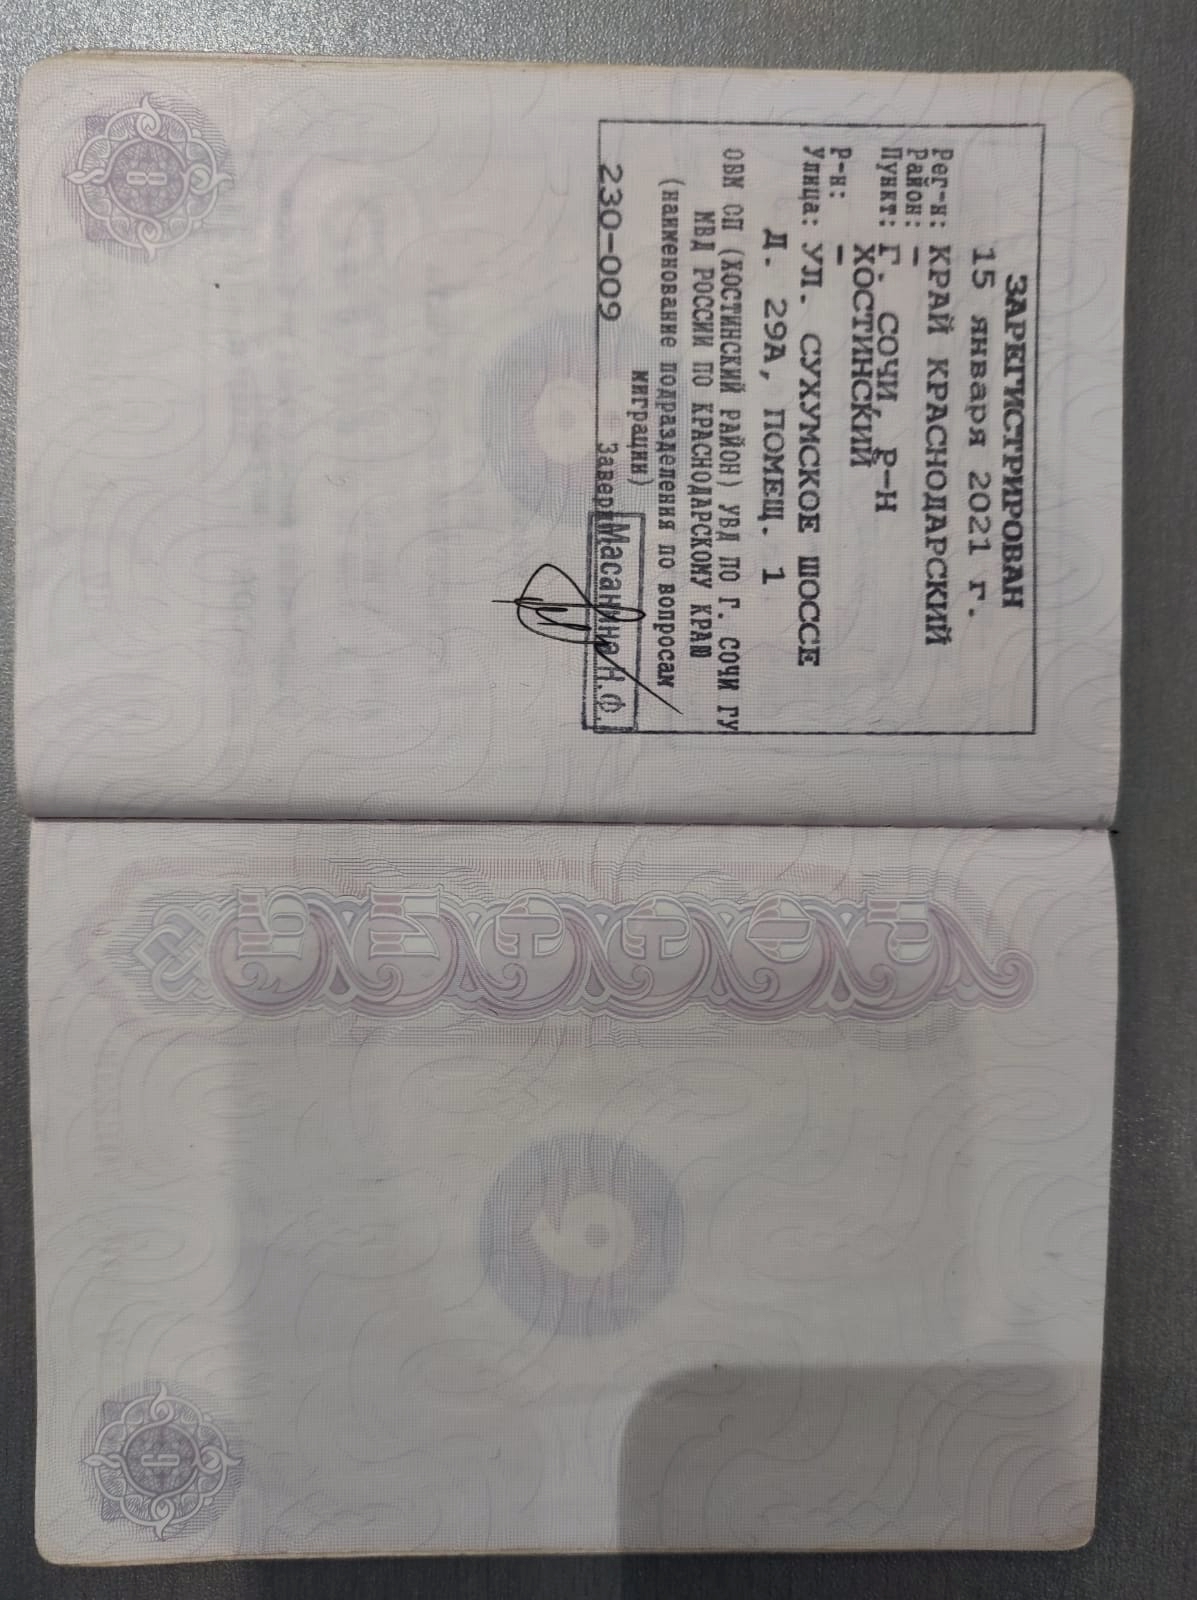 ЗАРЕГИСТРИРОВАН
15 января 2021 г.
Рег-н: КРАЙ КРАСНОДАРСКИЙ
Район: –
Пункт: Г. СОЧИ, Р-Н
ХОСТИНСКИЙ
Р-н: –
Улица: УЛ. СУХУМСКОЕ ШОССЕ
Д. 29А, ПОМЕЩ. 1
ОВМ ОП (ХОСТИНСКИЙ РАЙОН) УВД ПО Г. СОЧИ ГУ
МВД РОССИИ ПО КРАСНОДАРСКОМУ КРАЮ
(наименование подразделения по вопросам
миграции)
230-009 Заверил Масанина Н.Ф.
8
8
РОССИЯ
9
9